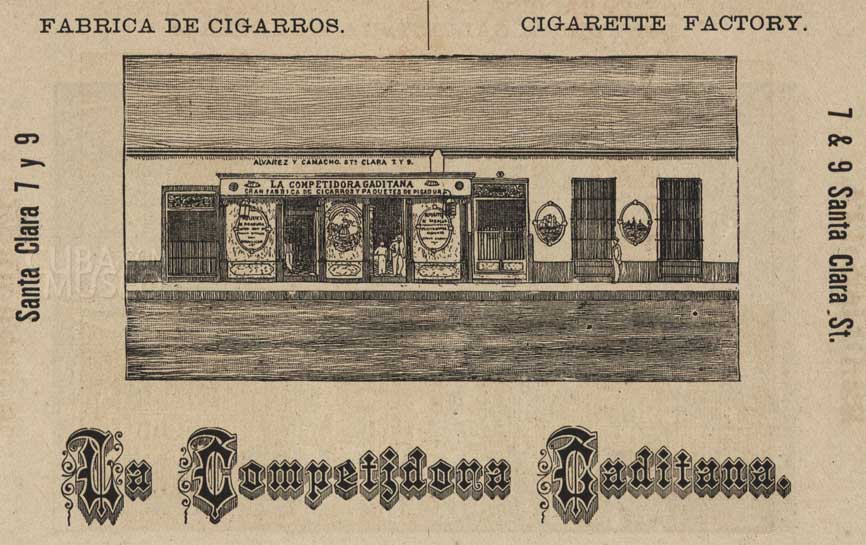 FABRICA DE CIGARROS.
CIGARETTE FACTORY.
Santa Clara 7 y 9
7 & 9 Santa Clara St.
ALVAREZ Y CAMACHO. STA CLARA 7 Y 9.
LA COMPETIDORA GADITANA
GRAN FABRICA DE CIGARROS Y PAQUETES DE PICADURA
La Competidora Gaditana.